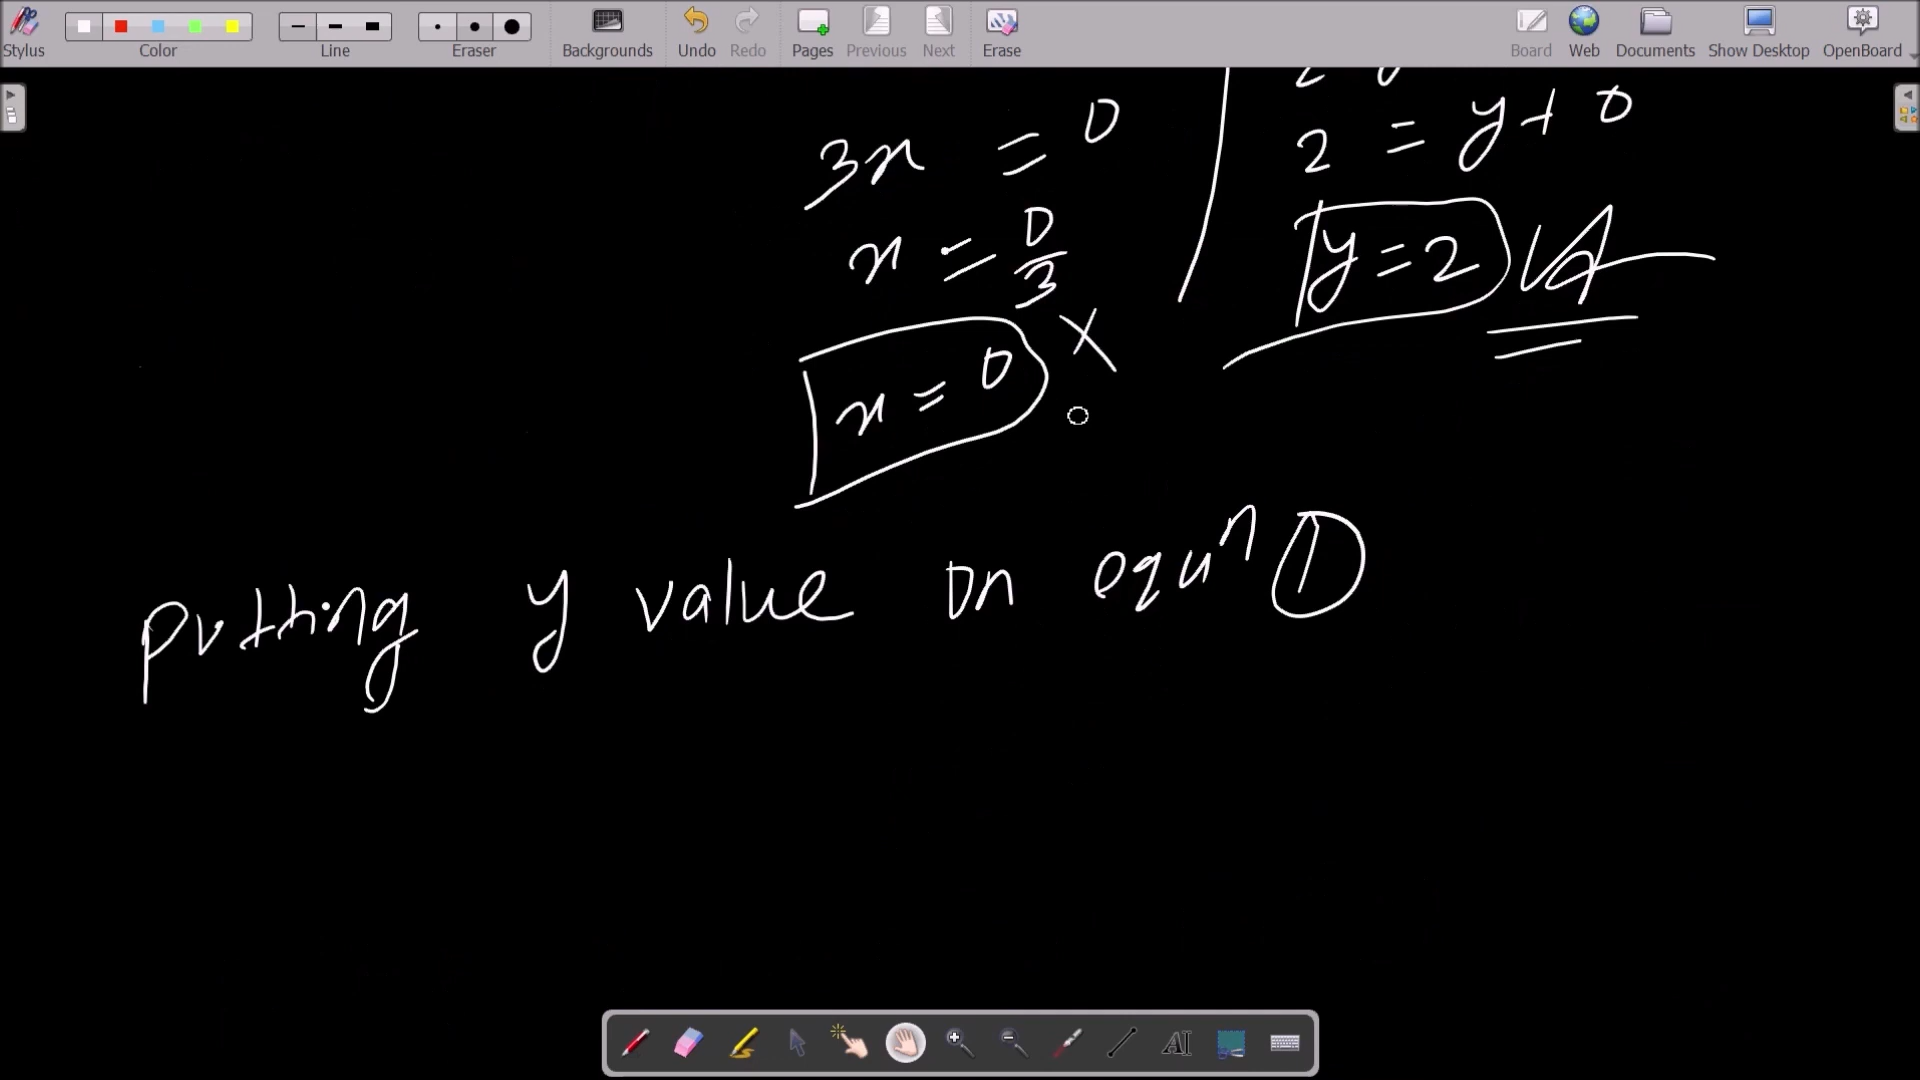 Stylus Color Line Eraser Backgrounds Undo Redo Pages Previous Next Erase Board Web Documents Show Desktop OpenBoard
3x = 0
x = 0/3
x = 0 X
2 = y + 0
y = 2
putting y value on equⁿ ①
AI